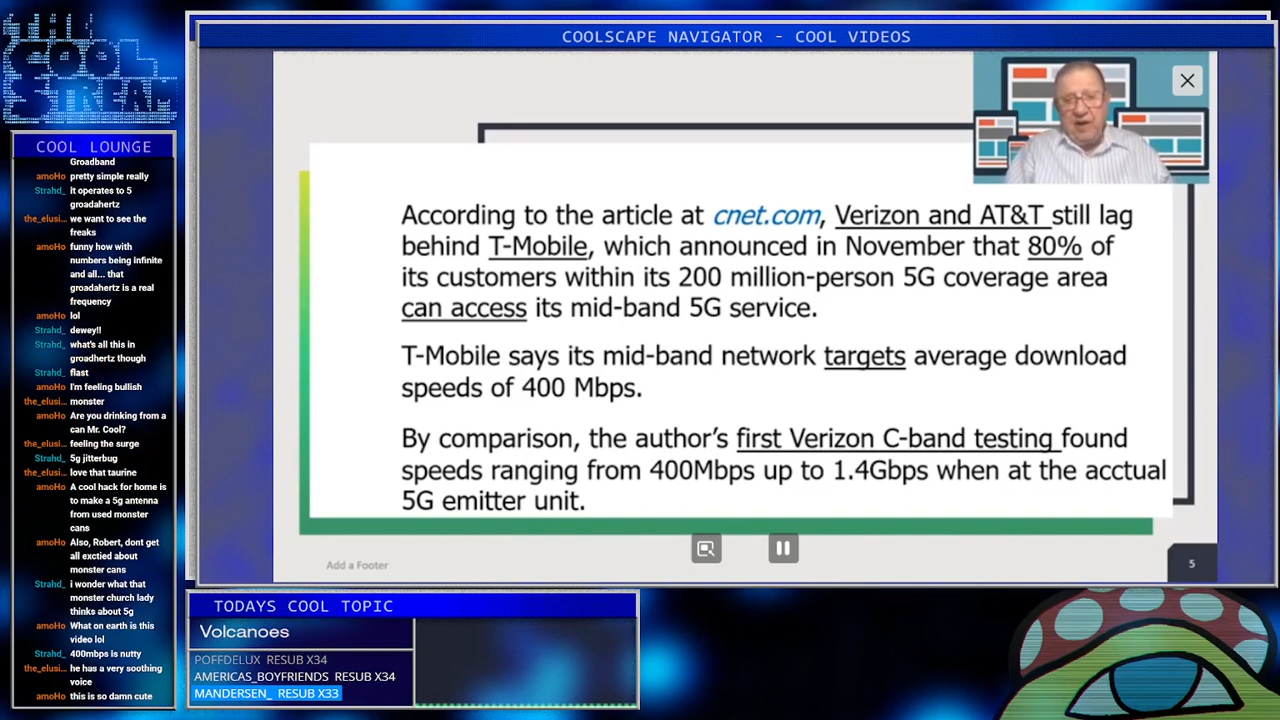 COOLSCAPE NAVIGATOR - COOL VIDEOS
COOL LOUNGE
Groadband
amoHo pretty simple really
Strahd_ it operates to 5
groadahertz
the_elusi... we want to see the
freaks
amoHo funny how with
numbers being infinite
and all... that
groadahertz is a real
frequency
amoHo lol
Strahd_ dewey!!
Strahd_ what's all this in
groadhertz though
Strahd_ flast
amoHo I'm feeling bullish
the_elusi... monster
amoHo Are you drinking from a
can Mr. Cool?
the_elusi... feeling the surge
Strahd_ 5g jitterbug
the_elusi... love that taurine
amoHo A cool hack for home is
to make a 5g antenna
from used monster
cans
amoHo Also, Robert, dont get
all exctied about
monster cans
Strahd_ i wonder what that
monster church lady
thinks about 5g
amoHo What on earth is this
video lol
Strahd_ 400mbps is nutty
the_elusi... he has a very soothing
voice
amoHo this is so damn cute
According to the article at cnet.com, Verizon and AT&T still lag
behind T-Mobile, which announced in November that 80% of
its customers within its 200 million-person 5G coverage area
can access its mid-band 5G service.
T-Mobile says its mid-band network targets average download
speeds of 400 Mbps.
By comparison, the author's first Verizon C-band testing found
speeds ranging from 400Mbps up to 1.4Gbps when at the acctual
5G emitter unit.
Add a Footer
5
TODAYS COOL TOPIC
Volcanoes
POFFDELUX RESUB X34
AMERICAS_BOYFRIENDS RESUB X34
MANDERSEN_ RESUB X33